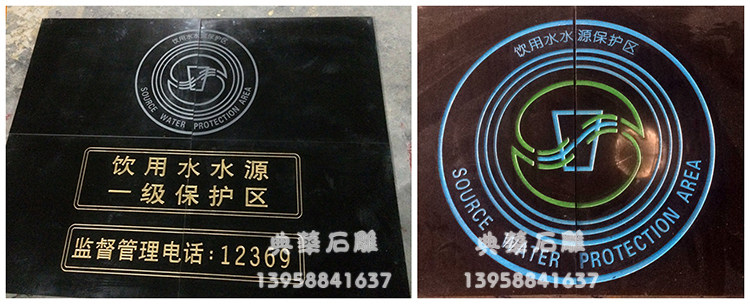 饮用水水源保护区
SOURCE WATER PROTECTION AREA
饮用水水源
一级保护区
监督管理电话:12369
典藝石雕
13958841637
饮用水水源保护区
SOURCE WATER PROTECTION AREA
典藝石雕
13958841637